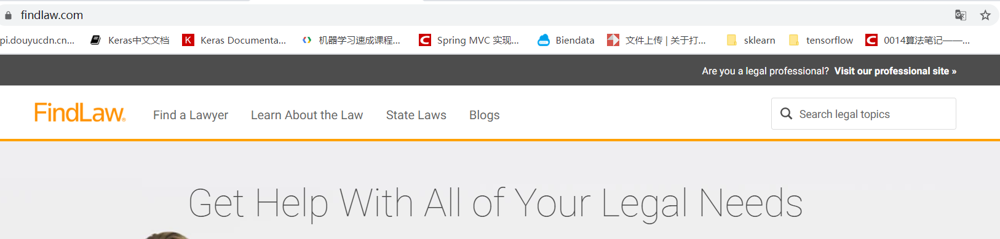 findlaw.com
pi.douyucdn.cn... Keras中文文档 Keras Documenta... 机器学习速成课程... Spring MVC 实现... Biendata 文件上传 | 关于打... sklearn tensorflow 0014算法笔记——...
Are you a legal professional? Visit our professional site »
FindLaw® Find a Lawyer Learn About the Law State Laws Blogs Search legal topics
Get Help With All of Your Legal Needs